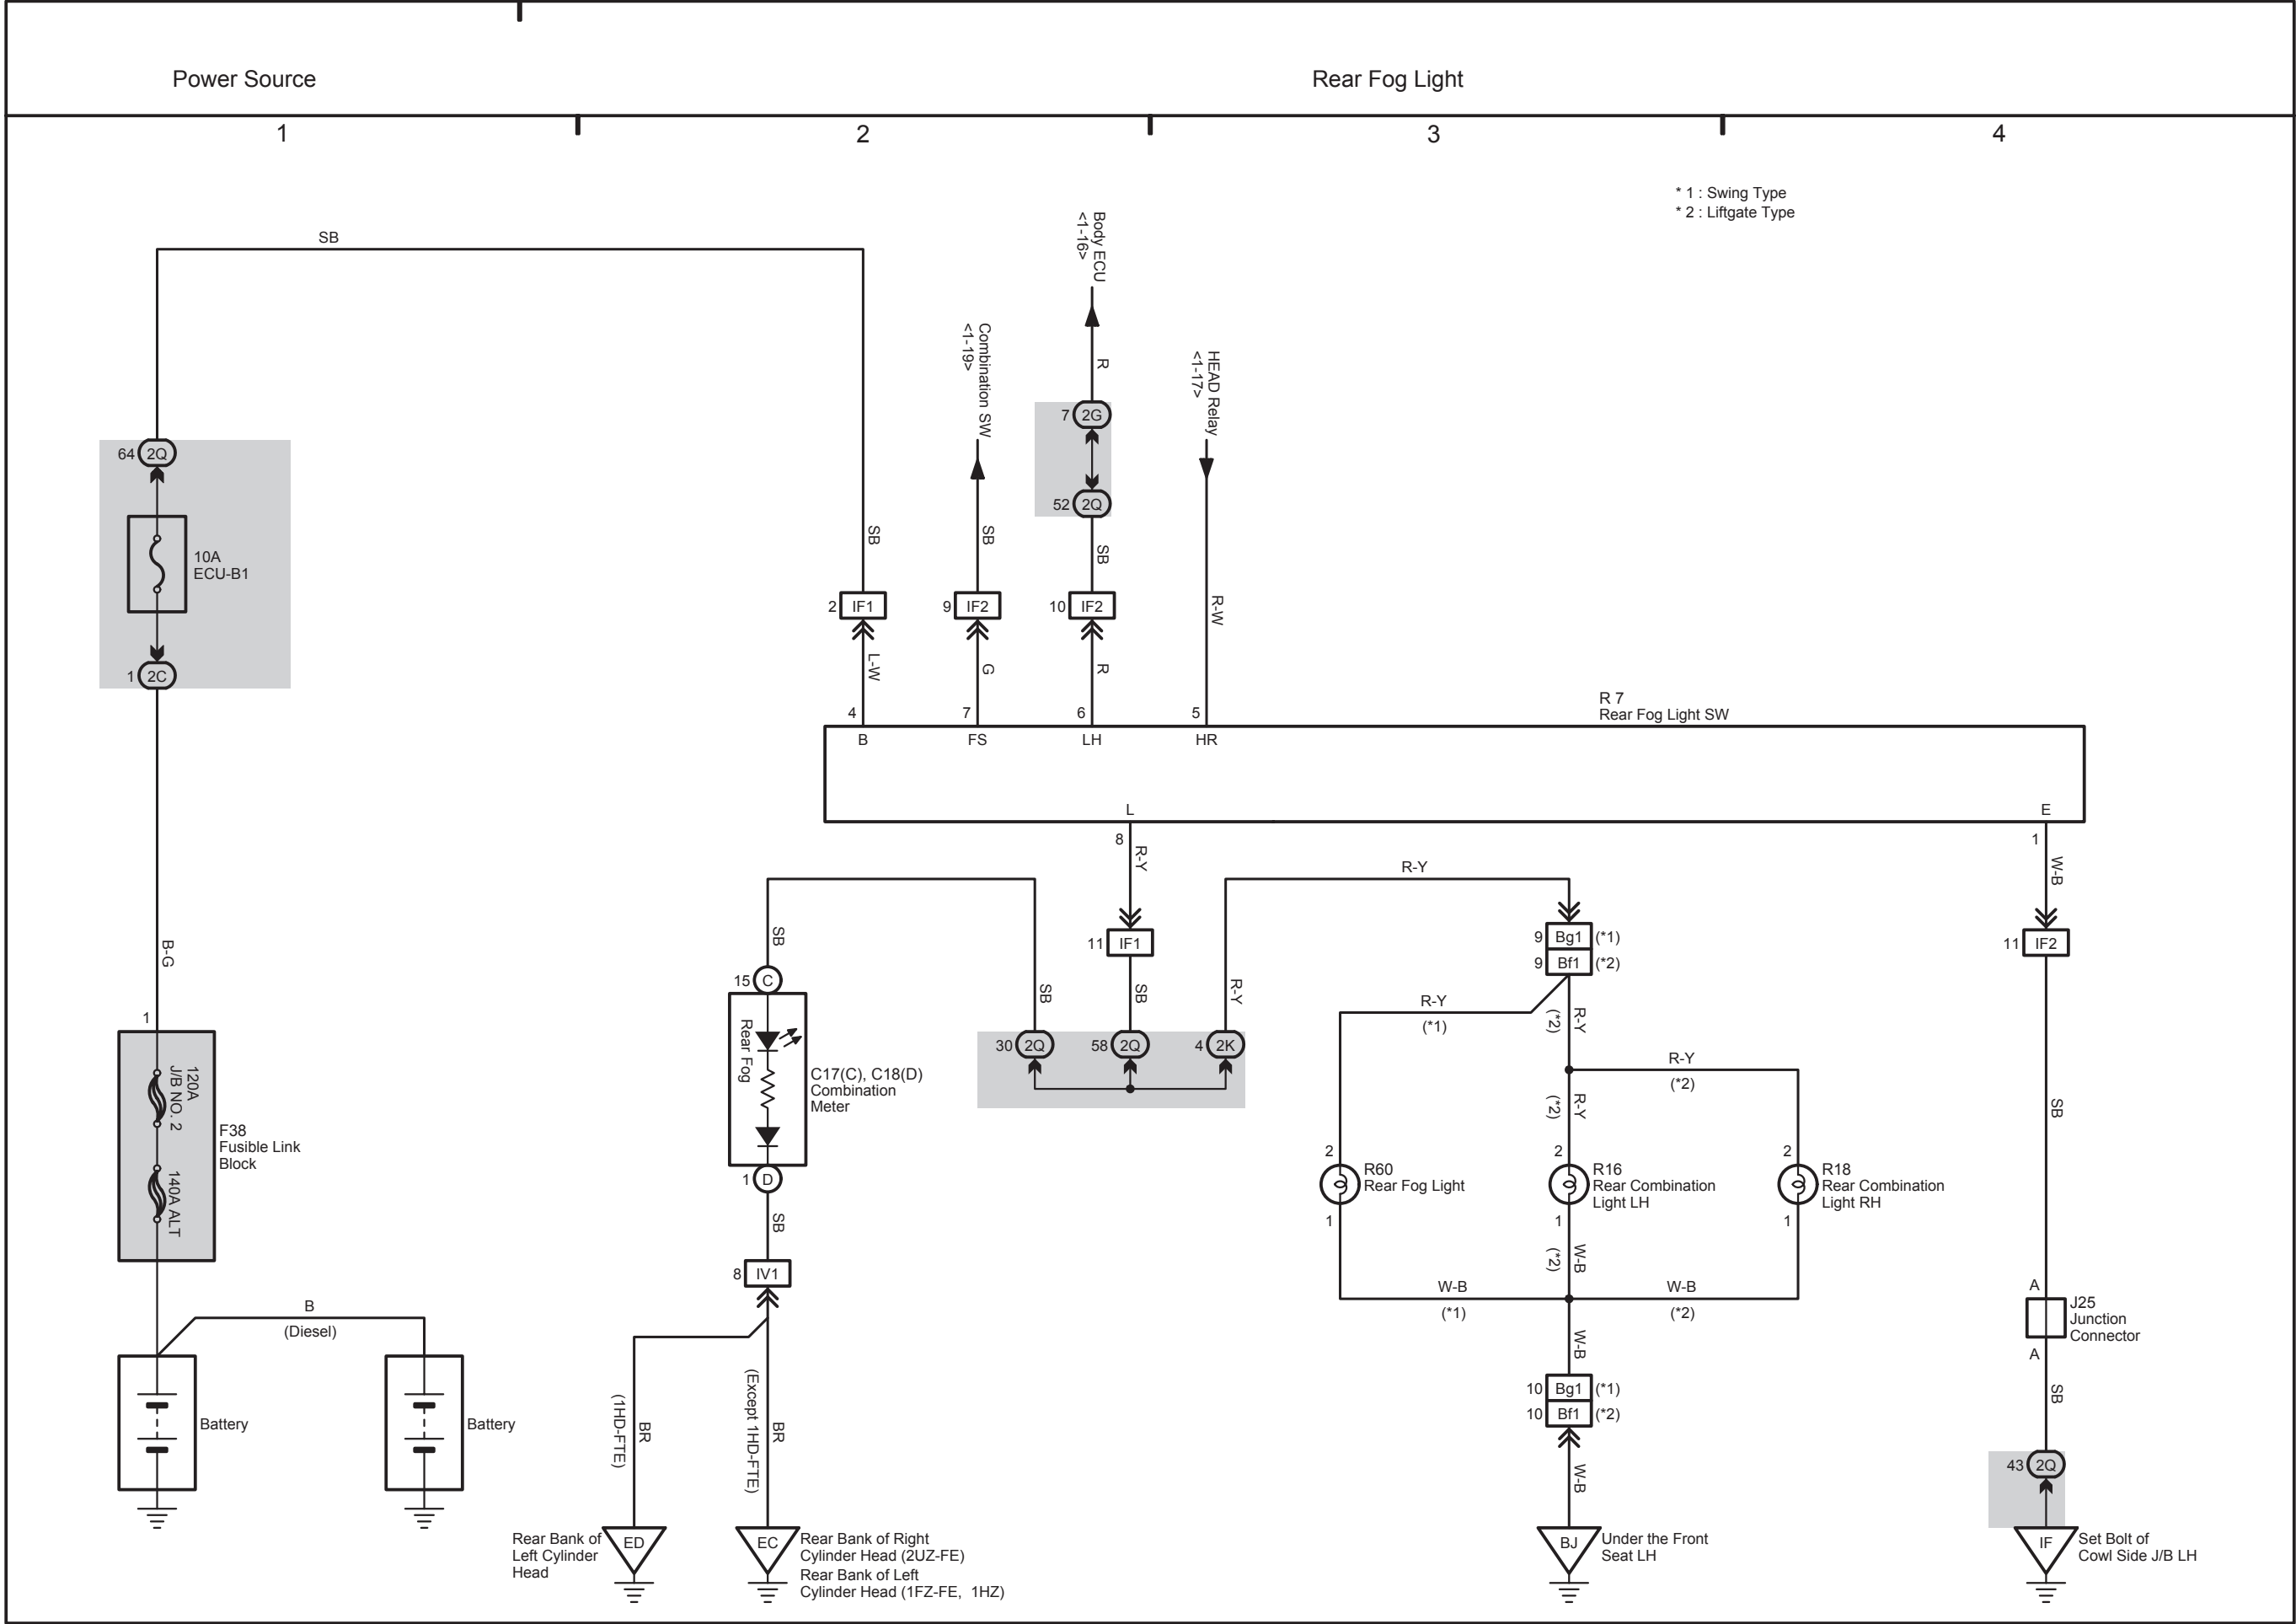 Power Source
Rear Fog Light
1
2
3
4
* 1 : Swing Type
* 2 : Liftgate Type
SB
64
2Q
10A
ECU-B1
1
2C
B-G
1
120A
J/B NO. 2
140A ALT
F38
Fusible Link
Block
B
(Diesel)
Battery
Battery
SB
2
IF1
L-W
4
B
Combination SW
<1-19>
SB
9
IF2
G
7
FS
Body ECU
<1-16>
R
7
2G
52
2Q
SB
10
IF2
R
6
LH
HEAD Relay
<1-17>
R-W
5
HR
R 7
Rear Fog Light SW
L
8
R-Y
11
IF1
SB
E
1
W-B
11
IF2
SB
A
J25
Junction
Connector
A
SB
43
2Q
IF
Set Bolt of
Cowl Side J/B LH
SB
15
C
Rear Fog
C17(C), C18(D)
Combination
Meter
1
D
SB
8
IV1
BR
(1HD-FTE)
BR
(Except 1HD-FTE)
Rear Bank of
Left Cylinder
Head
ED
EC
Rear Bank of Right
Cylinder Head (2UZ-FE)
Rear Bank of Left
Cylinder Head (1FZ-FE, 1HZ)
SB
30
2Q
58
2Q
4
2K
R-Y
R-Y
9
Bg1
(*1)
9
Bf1
(*2)
R-Y
(*1)
R-Y
(*2)
R-Y
(*2)
R-Y
(*2)
2
R60
Rear Fog Light
1
2
R16
Rear Combination
Light LH
1
2
R18
Rear Combination
Light RH
1
W-B
(*2)
W-B
(*1)
W-B
(*2)
W-B
10
Bg1
(*1)
10
Bf1
(*2)
W-B
BJ
Under the Front
Seat LH